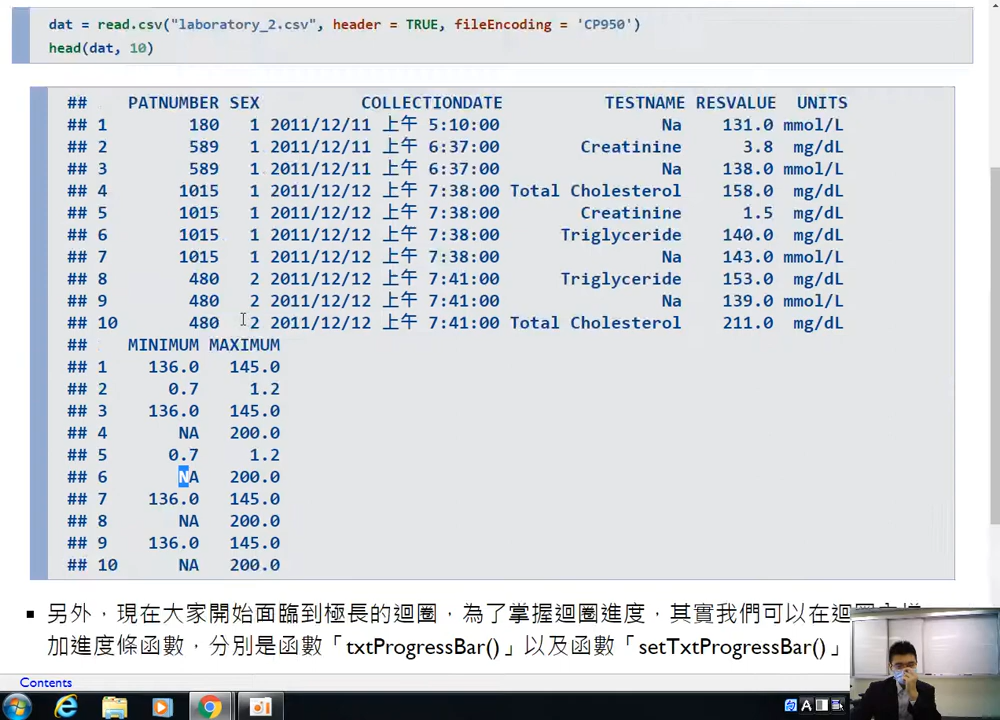 dat = read.csv("laboratory_2.csv", header = TRUE, fileEncoding = 'CP950')
head(dat, 10)
## PATNUMBER SEX COLLECTIONDATE TESTNAME RESVALUE UNITS
## 1 180 1 2011/12/11 上午 5:10:00 Na 131.0 mmol/L
## 2 589 1 2011/12/11 上午 6:37:00 Creatinine 3.8 mg/dL
## 3 589 1 2011/12/11 上午 6:37:00 Na 138.0 mmol/L
## 4 1015 1 2011/12/12 上午 7:38:00 Total Cholesterol 158.0 mg/dL
## 5 1015 1 2011/12/12 上午 7:38:00 Creatinine 1.5 mg/dL
## 6 1015 1 2011/12/12 上午 7:38:00 Triglyceride 140.0 mg/dL
## 7 1015 1 2011/12/12 上午 7:38:00 Na 143.0 mmol/L
## 8 480 2 2011/12/12 上午 7:41:00 Triglyceride 153.0 mg/dL
## 9 480 2 2011/12/12 上午 7:41:00 Na 139.0 mmol/L
## 10 480 2 2011/12/12 上午 7:41:00 Total Cholesterol 211.0 mg/dL
## MINIMUM MAXIMUM
## 1 136.0 145.0
## 2 0.7 1.2
## 3 136.0 145.0
## 4 NA 200.0
## 5 0.7 1.2
## 6 NA 200.0
## 7 136.0 145.0
## 8 NA 200.0
## 9 136.0 145.0
## 10 NA 200.0
▪ 另外，現在大家開始面臨到極長的迴圈，為了掌握迴圈進度，其實我們可以在
加進度條函數，分別是函數「txtProgressBar()」以及函數「setTxtProgressBar()」
Contents